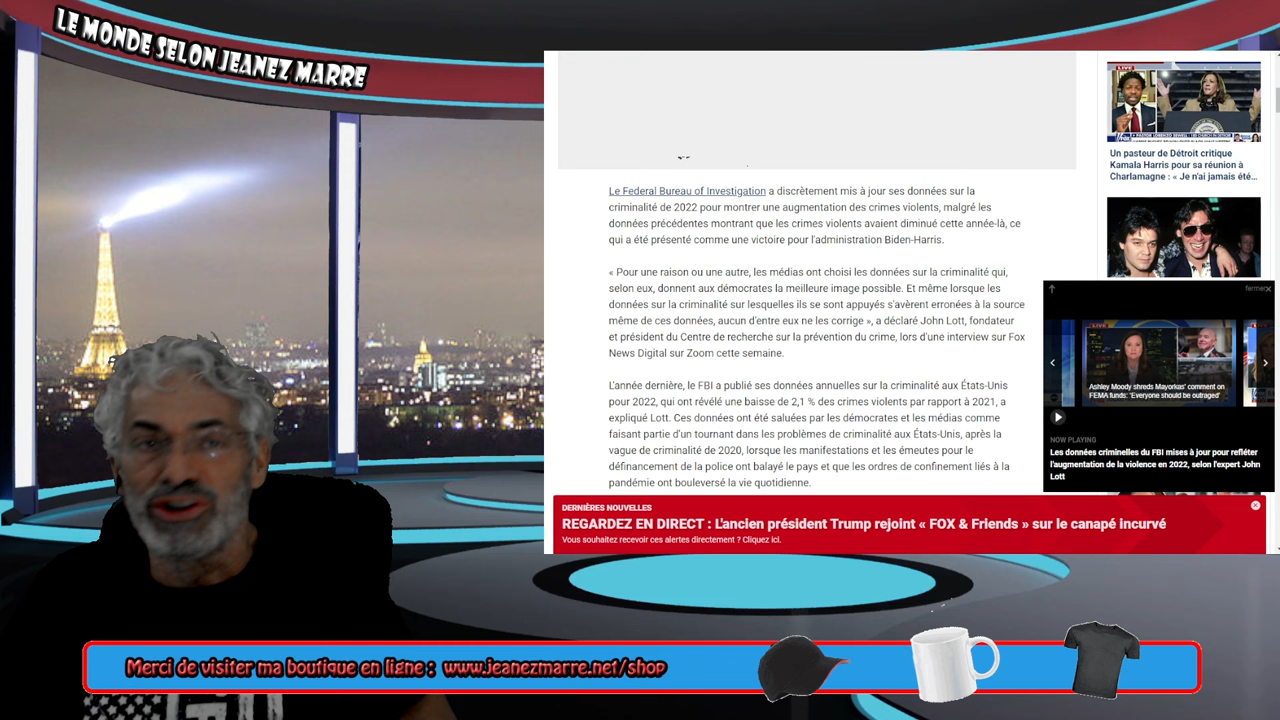 LE MONDE SELON JEANEZ MARRE
Le Federal Bureau of Investigation a discrètement mis à jour ses données sur la
criminalité de 2022 pour montrer une augmentation des crimes violents, malgré les
données précédentes montrant que les crimes violents avaient diminué cette année-là, ce
qui a été présenté comme une victoire pour l'administration Biden-Harris.
« Pour une raison ou une autre, les médias ont choisi les données sur la criminalité qui,
selon eux, donnent aux démocrates la meilleure image possible. Et même lorsque les
données sur la criminalité sur lesquelles ils se sont appuyés s'avèrent erronées à la source
même de ces données, aucun d'entre eux ne les corrige », a déclaré John Lott, fondateur
et président du Centre de recherche sur la prévention du crime, lors d'une interview sur Fox
News Digital sur Zoom cette semaine.
L'année dernière, le FBI a publié ses données annuelles sur la criminalité aux États-Unis
pour 2022, qui ont révélé une baisse de 2,1 % des crimes violents par rapport à 2021, a
expliqué Lott. Ces données ont été saluées par les démocrates et les médias comme
faisant partie d'un tournant dans les problèmes de criminalité aux États-Unis, après la
vague de criminalité de 2020, lorsque les manifestations et les émeutes pour le
définancement de la police ont balayé le pays et que les ordres de confinement liés à la
pandémie ont bouleversé la vie quotidienne.
LIVE
Un pasteur de Détroit critique
Kamala Harris pour sa réunion à
Charlamagne : « Je n'ai jamais été...
fermer
Ashley Moody shreds Mayorkas' comment on
FEMA funds: 'Everyone should be outraged'
NOW PLAYING
Les données criminelles du FBI mises à jour pour refléter
l'augmentation de la violence en 2022, selon l'expert John
Lott
DERNIÈRES NOUVELLES
REGARDEZ EN DIRECT : L'ancien président Trump rejoint « FOX & Friends » sur le canapé incurvé
Vous souhaitez recevoir ces alertes directement ? Cliquez ici.
Merci de visiter ma boutique en ligne : www.jeanezmarre.net/shop